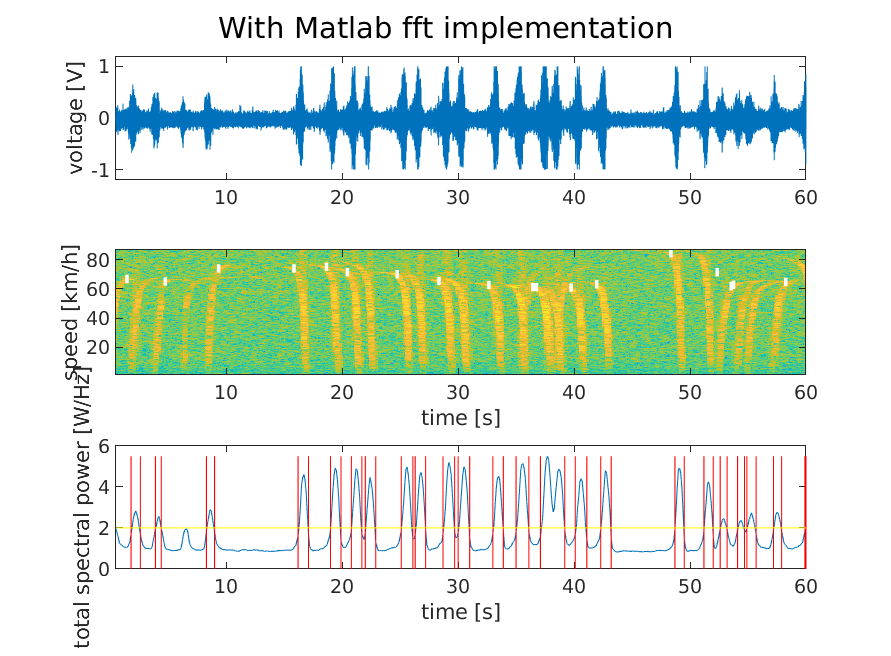 With Matlab fft implementation
voltage [V]
1
0
-1
10 20 30 40 50 60
speed [km/h]
80
60
40
20
10 20 30 40 50 60
time [s]
total spectral power [W/Hz]
6
4
2
0
10 20 30 40 50 60
time [s]